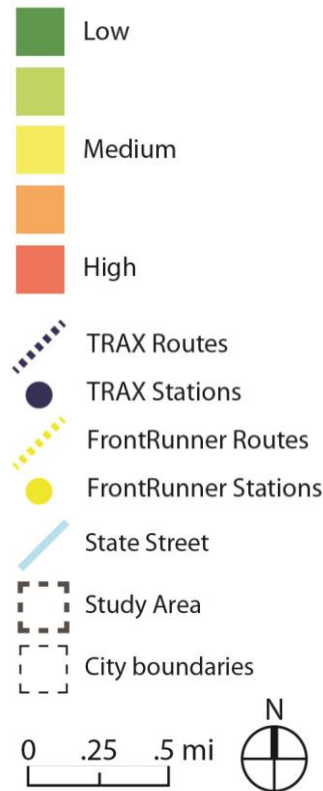 Low
Medium
High
TRAX Routes
TRAX Stations
FrontRunner Routes
FrontRunner Stations
State Street
Study Area
City boundaries
N
0 .25 .5 mi